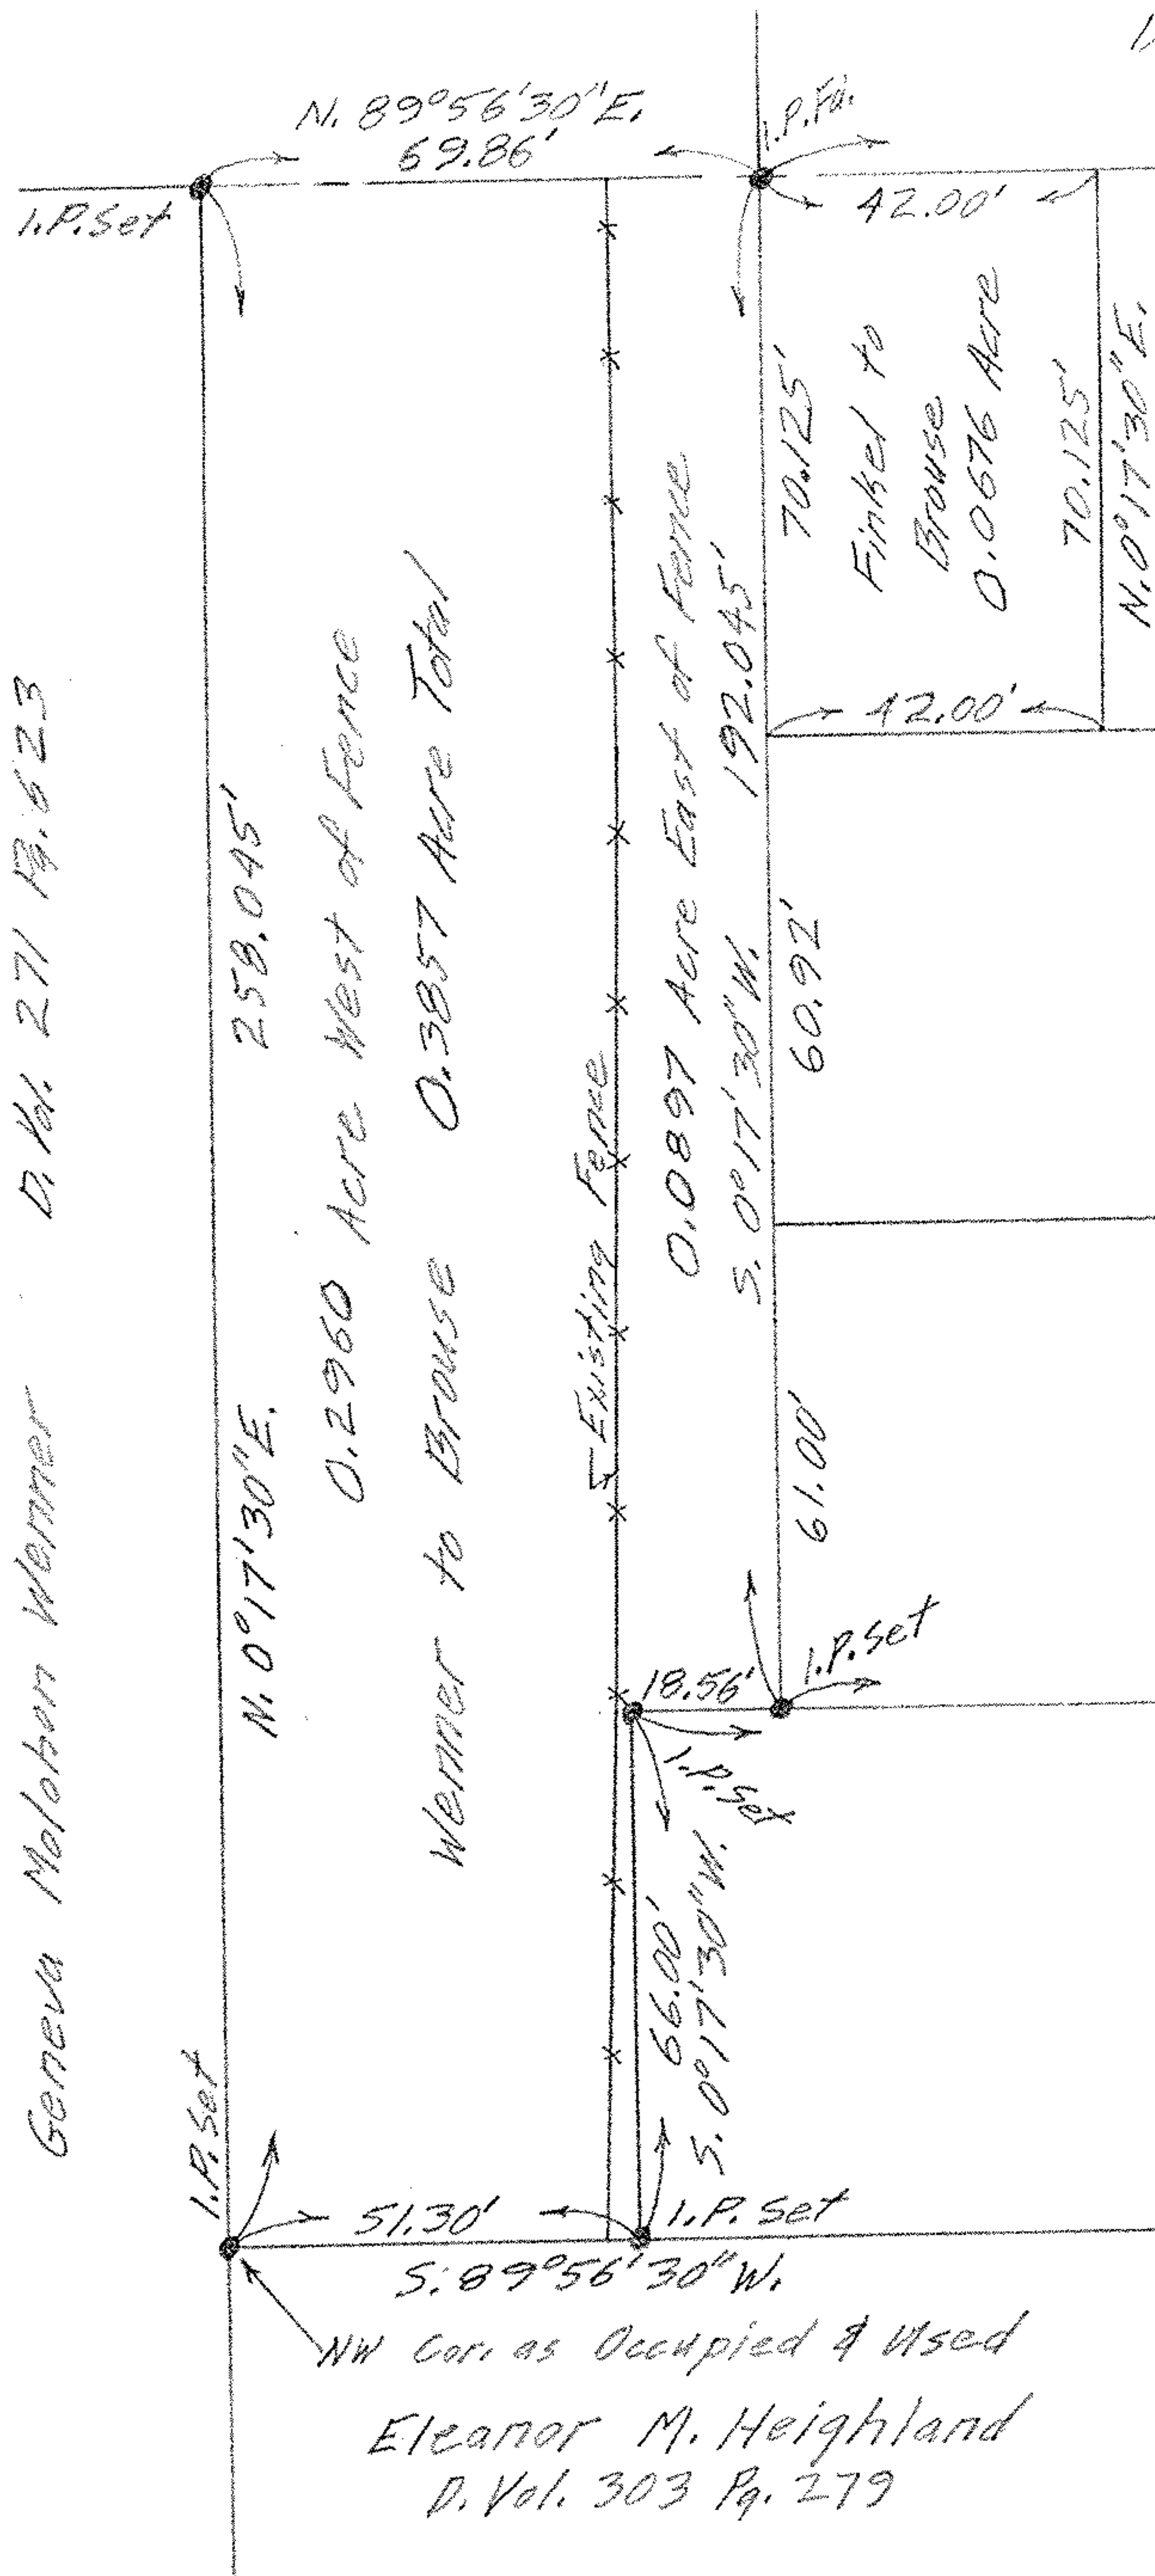 N. 89°56'30"E.
69.86'
I.P. Fd.
I.P. Set
42.00'
70.125'
Finkel to
Brouse
0.0676 Acre
70.125'
N. 0°17'30"E.
42.00'
Geneva Molohon Wenner D. Vol. 271 Pg. 623
N. 0°17'30"E. 258.045'
0.2960 Acre West of Fence
Wenner to Brouse 0.3857 Acre Total
Existing Fence
0.0897 Acre East of Fence
S. 0°17'30"W. 192.045'
60.92'
61.00'
18.56'
I.P. Set
I.P. Set
66.00'
S. 0°17'30"W.
I.P. Set
51.30'
I.P. Set
S. 89°56'30"W.
NW Cor. as Occupied & Used
Eleanor M. Heighland
D. Vol. 303 Pg. 279